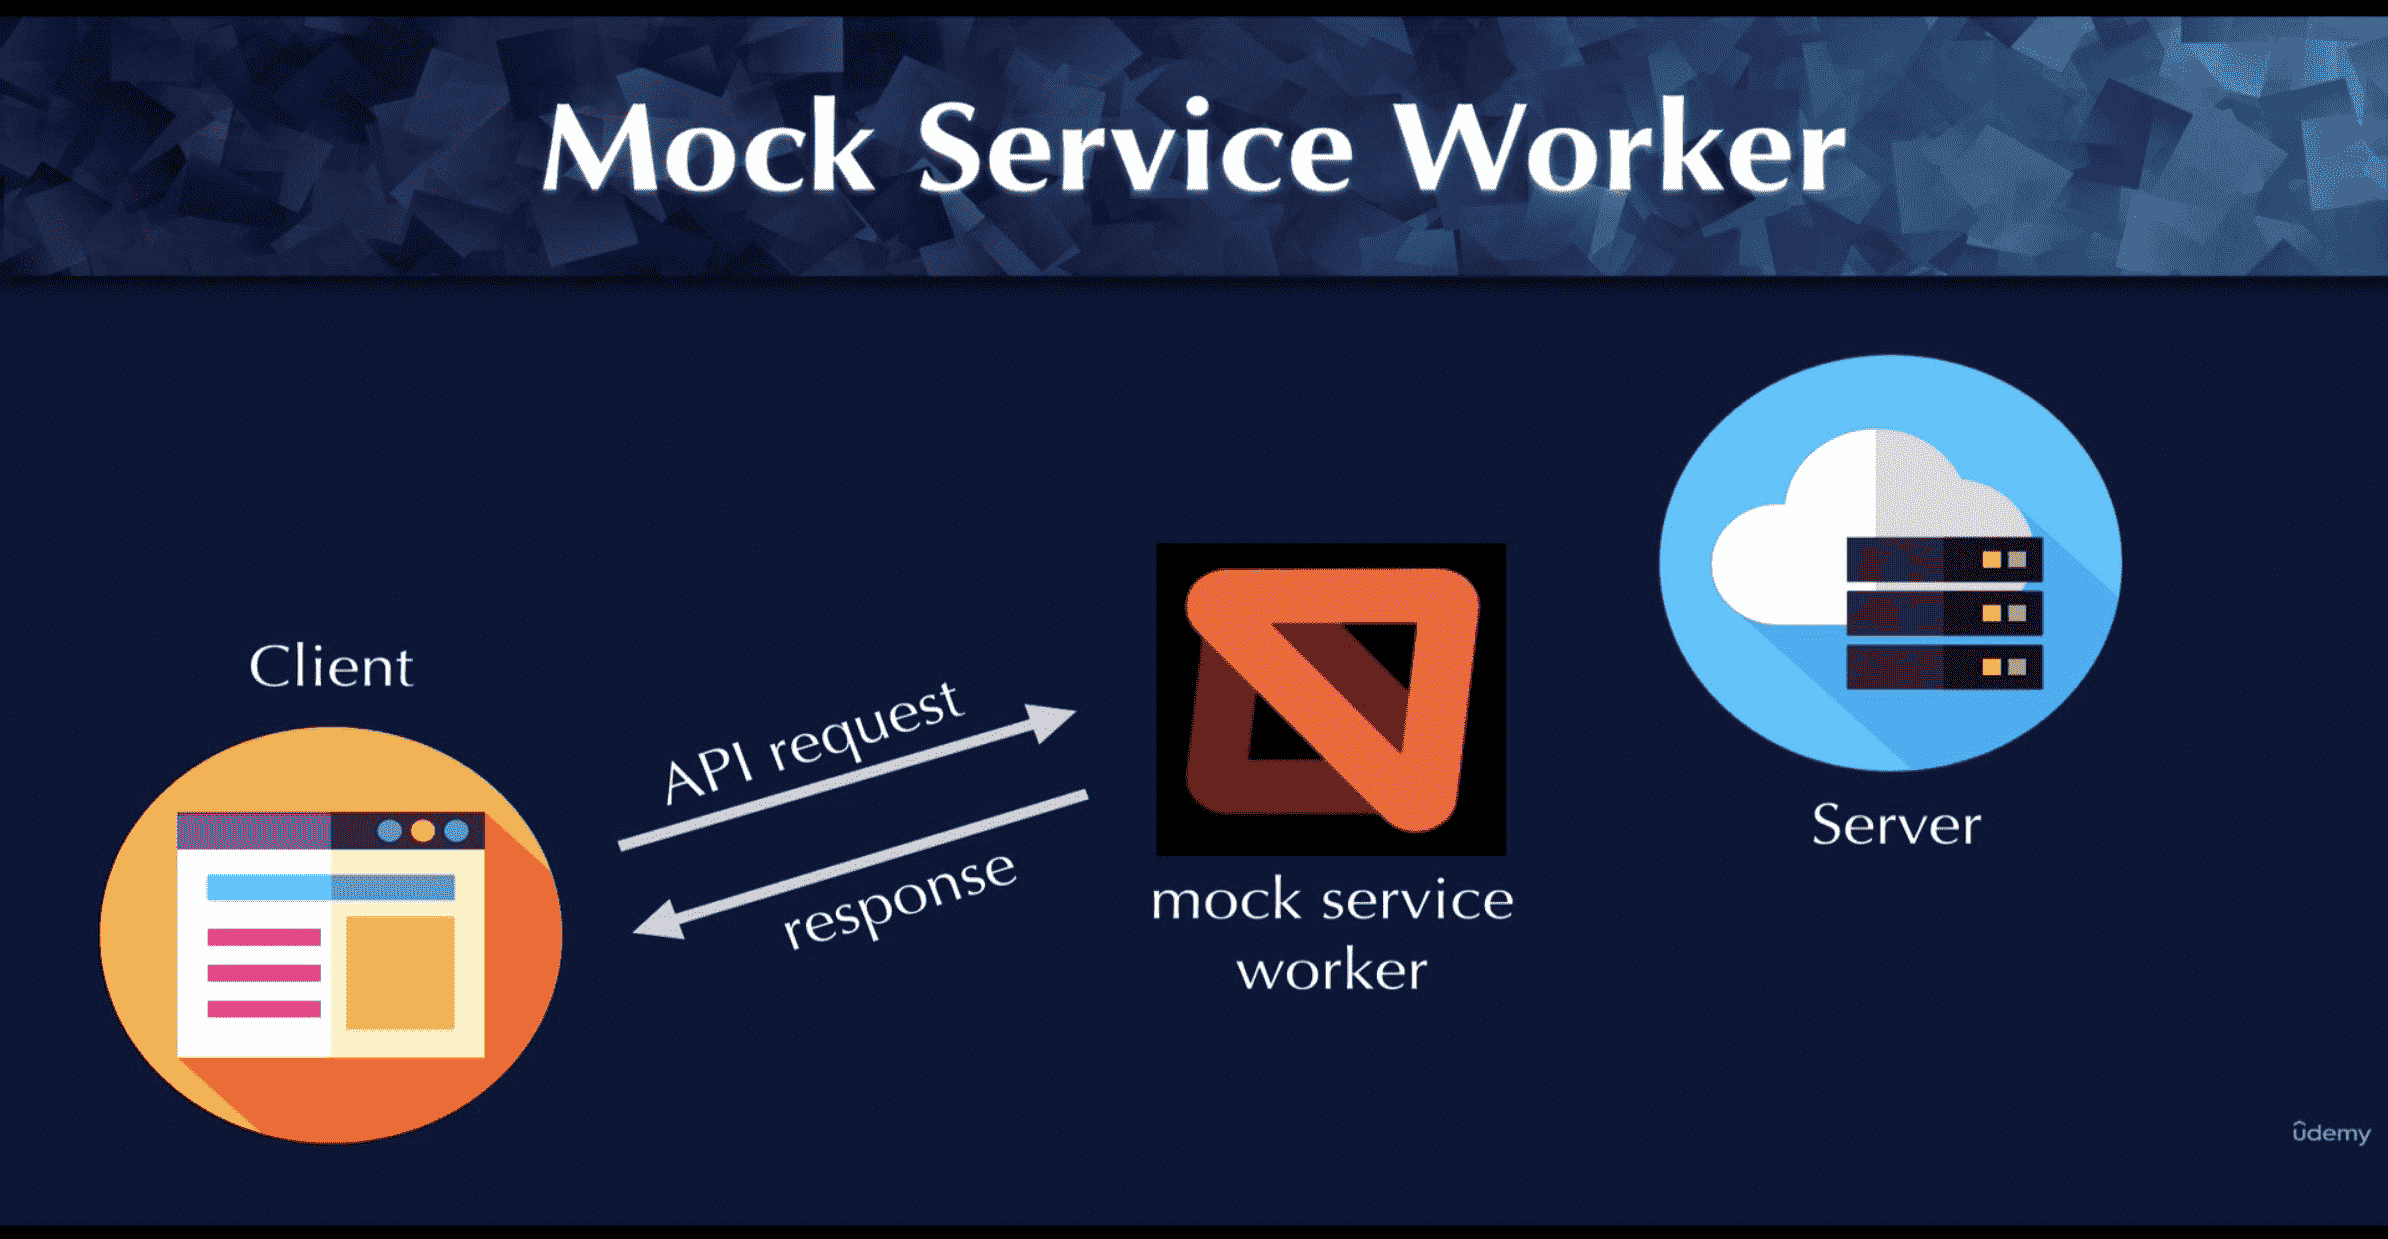 Mock Service Worker
Client
API request
response
mock service
worker
Server
ûdemy